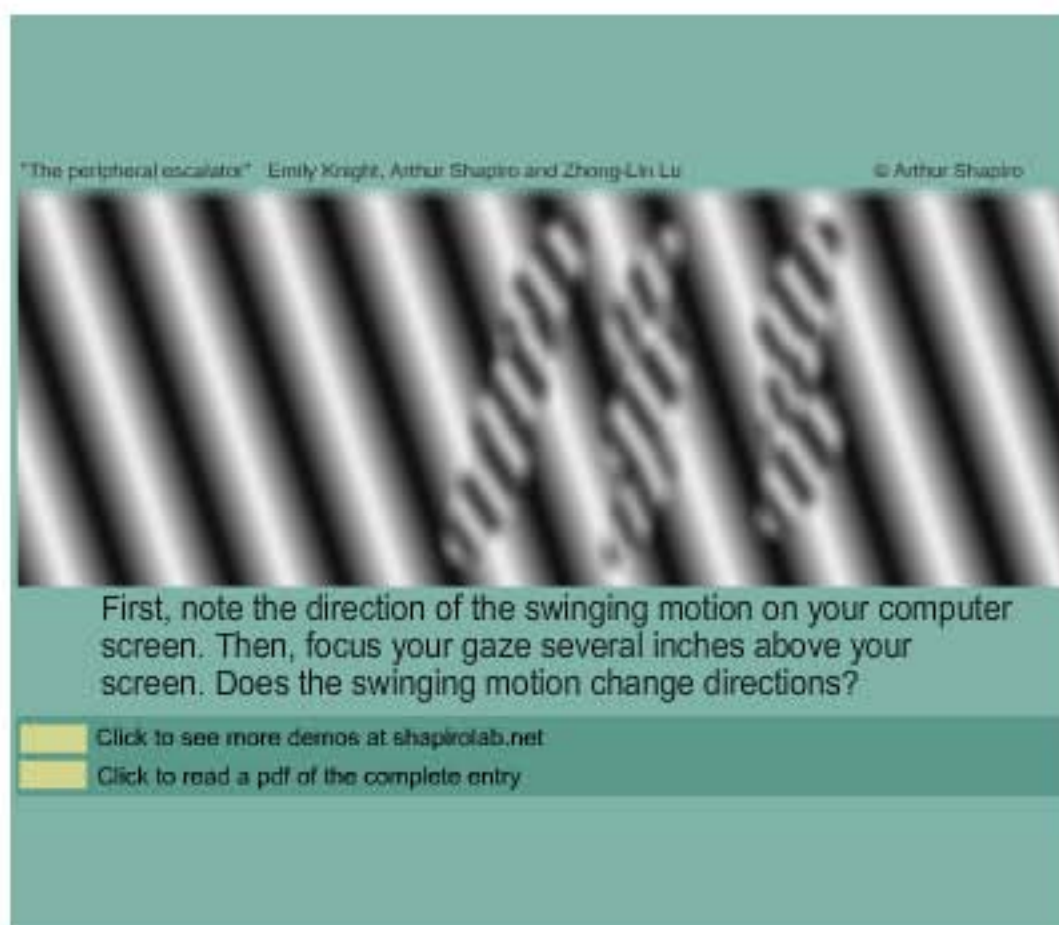 "The peripheral escalator" Emily Knight, Arthur Shapiro and Zhong-Lin Lu © Arthur Shapiro
First, note the direction of the swinging motion on your computer
screen. Then, focus your gaze several inches above your
screen. Does the swinging motion change directions?
Click to see more demos at shapirolab.net
Click to read a pdf of the complete entry